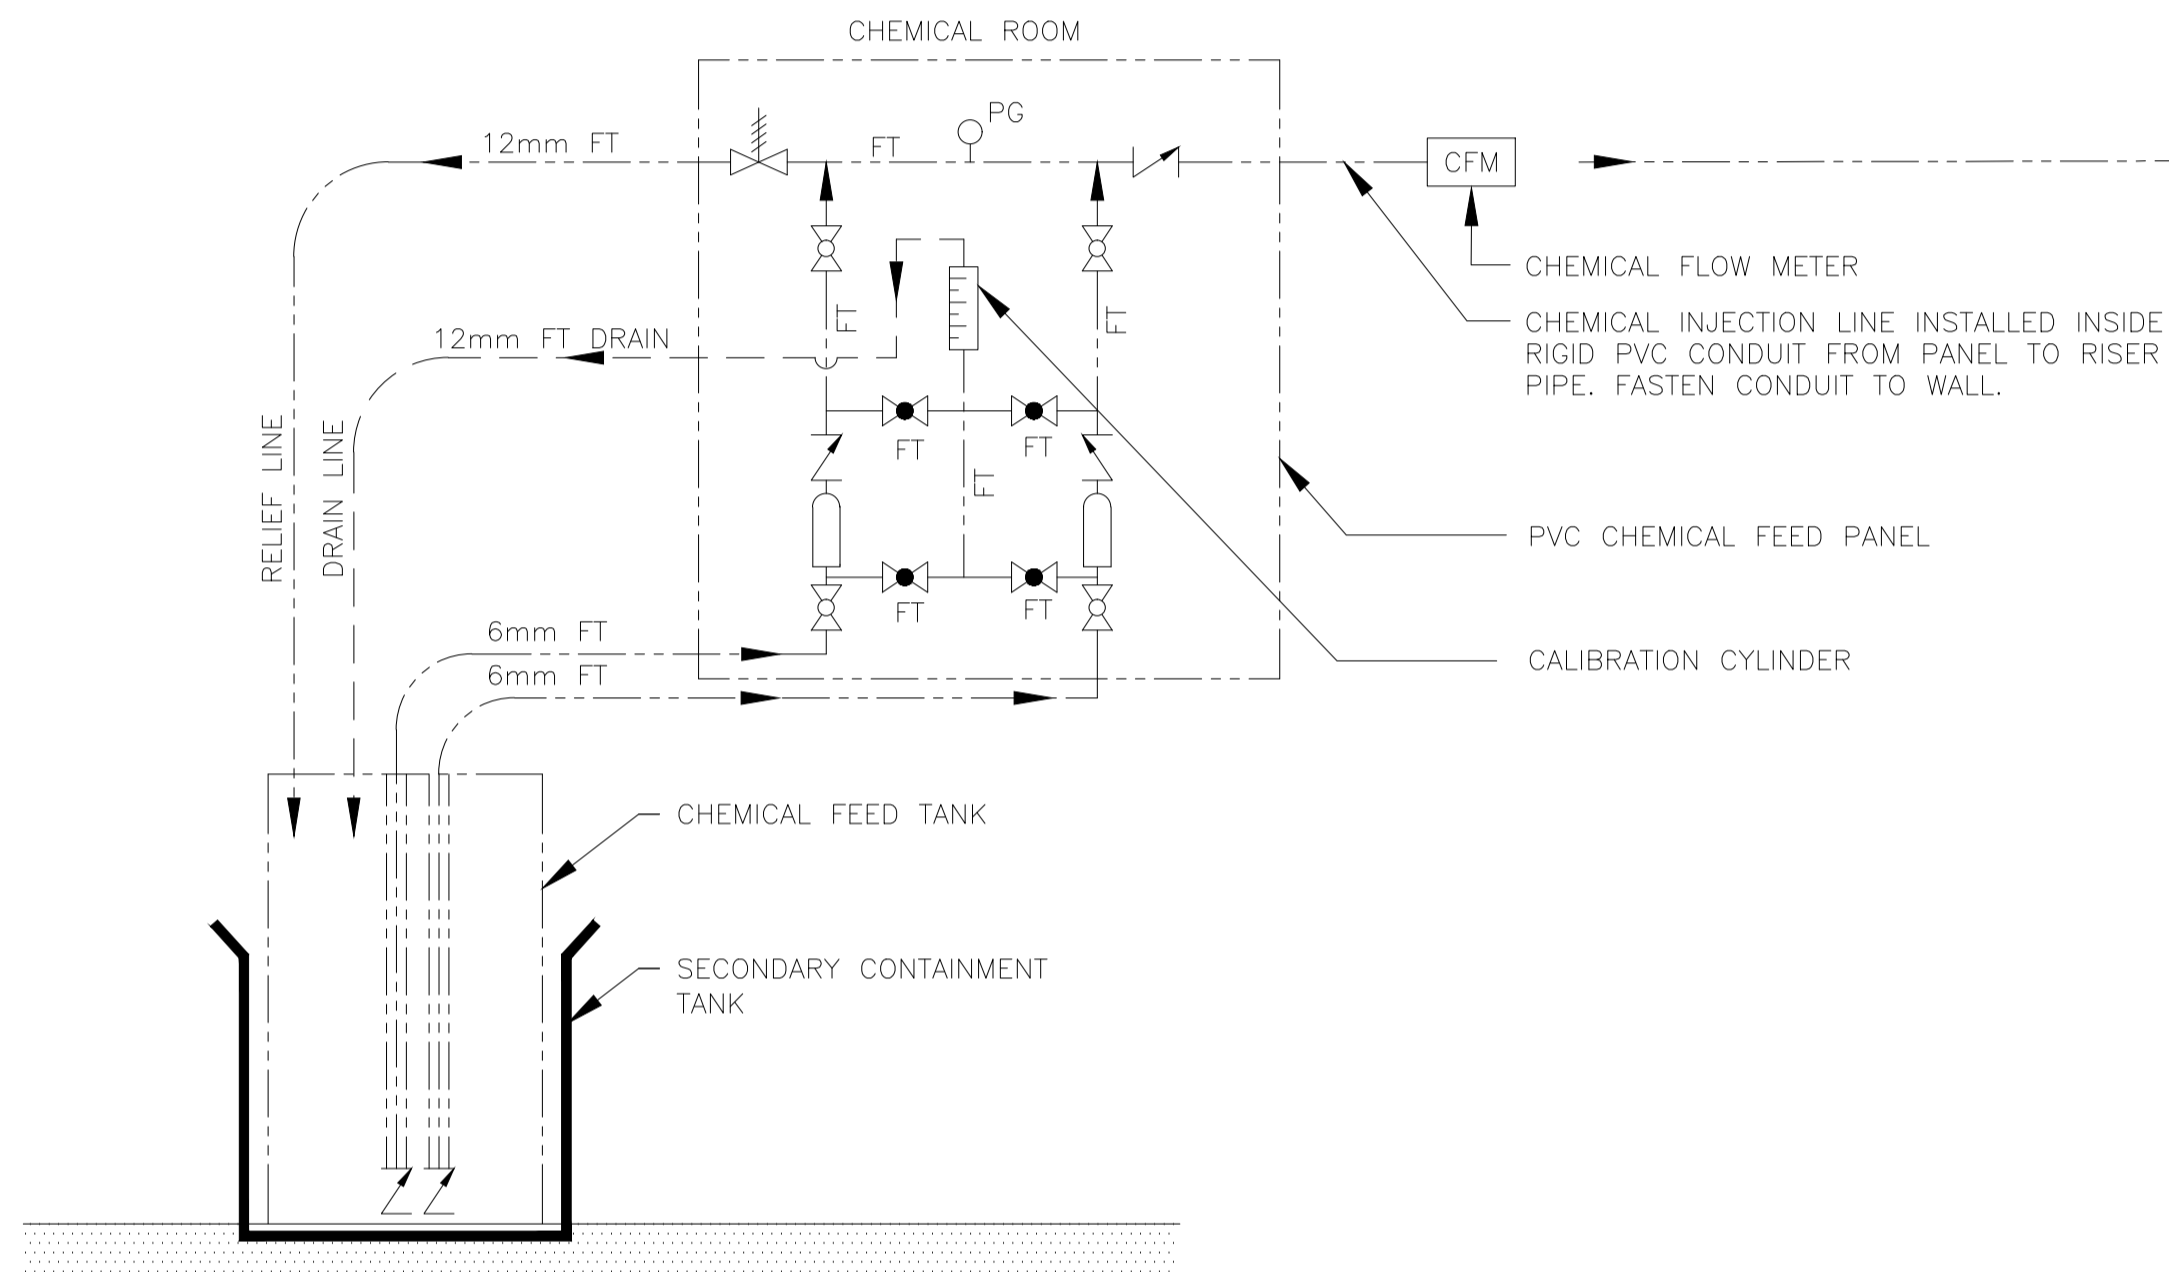 CHEMICAL ROOM
PG
12mm FT
FT
CFM
CHEMICAL FLOW METER
CHEMICAL INJECTION LINE INSTALLED INSIDE
RIGID PVC CONDUIT FROM PANEL TO RISER
PIPE. FASTEN CONDUIT TO WALL.
FT
FT
12mm FT DRAIN
RELIEF LINE
DRAIN LINE
FT
FT
FT
PVC CHEMICAL FEED PANEL
FT
FT
6mm FT
6mm FT
CALIBRATION CYLINDER
CHEMICAL FEED TANK
SECONDARY CONTAINMENT
TANK